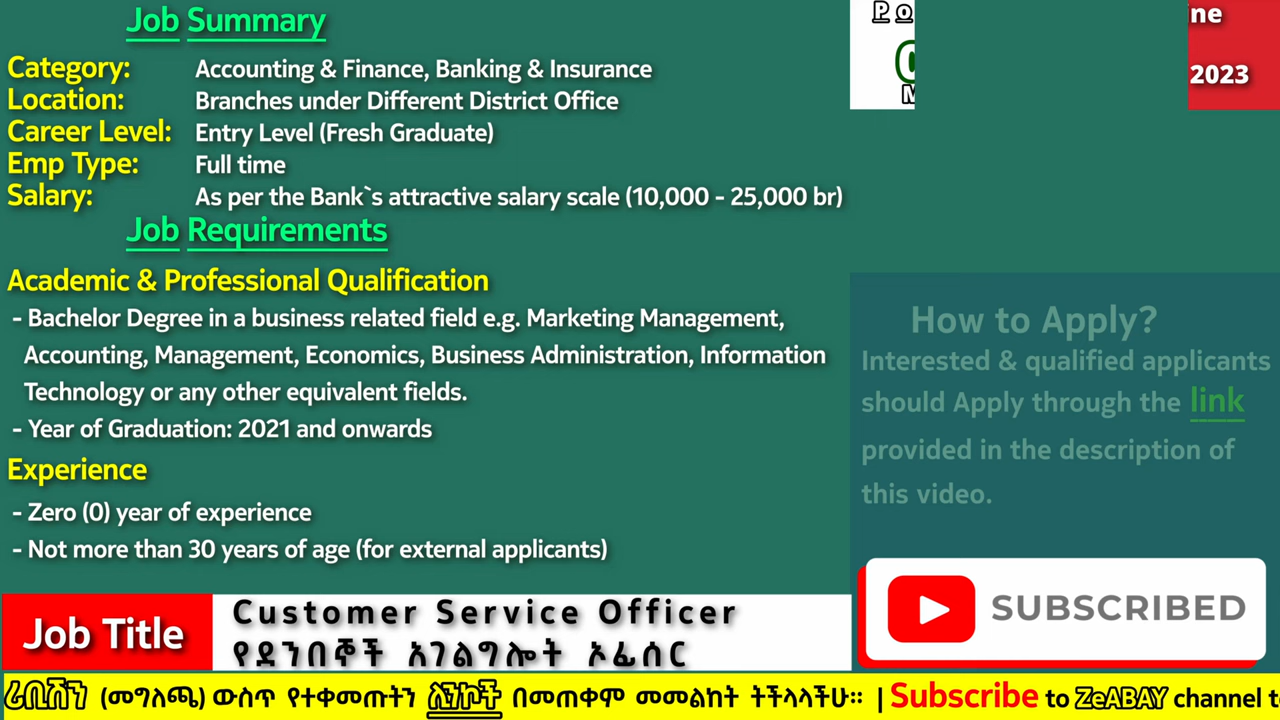 Job Summary
Category: Accounting & Finance, Banking & Insurance
Location: Branches under Different District Office
Career Level: Entry Level (Fresh Graduate)
Emp Type: Full time
Salary: As per the Bank`s attractive salary scale (10,000 - 25,000 br)
Job Requirements
Academic & Professional Qualification
- Bachelor Degree in a business related field e.g. Marketing Management,
Accounting, Management, Economics, Business Administration, Information
Technology or any other equivalent fields.
- Year of Graduation: 2021 and onwards
Experience
- Zero (0) year of experience
- Not more than 30 years of age (for external applicants)
2023
How to Apply?
Interested & qualified applicants
should Apply through the link
provided in the description of
this video.
SUBSCRIBED
Job Title
Customer Service Officer
የደንበኞች አገልግሎት ኦፊሰር
(መግለጫ) ውስጥ የተቀመጡትን ሊንኮች በመጠቀም መመልከት ትችላላችሁ። | Subscribe to ZeABAY channel